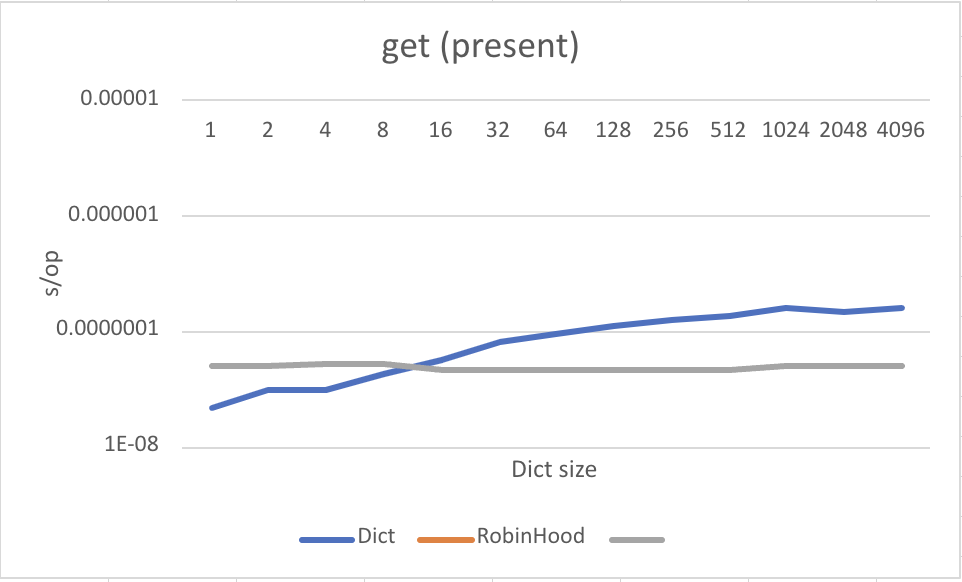 get (present)
0.00001
1 2 4 8 16 32 64 128 256 512 1024 2048 4096
0.000001
s/op
0.0000001
1E-08
Dict size
Dict RobinHood